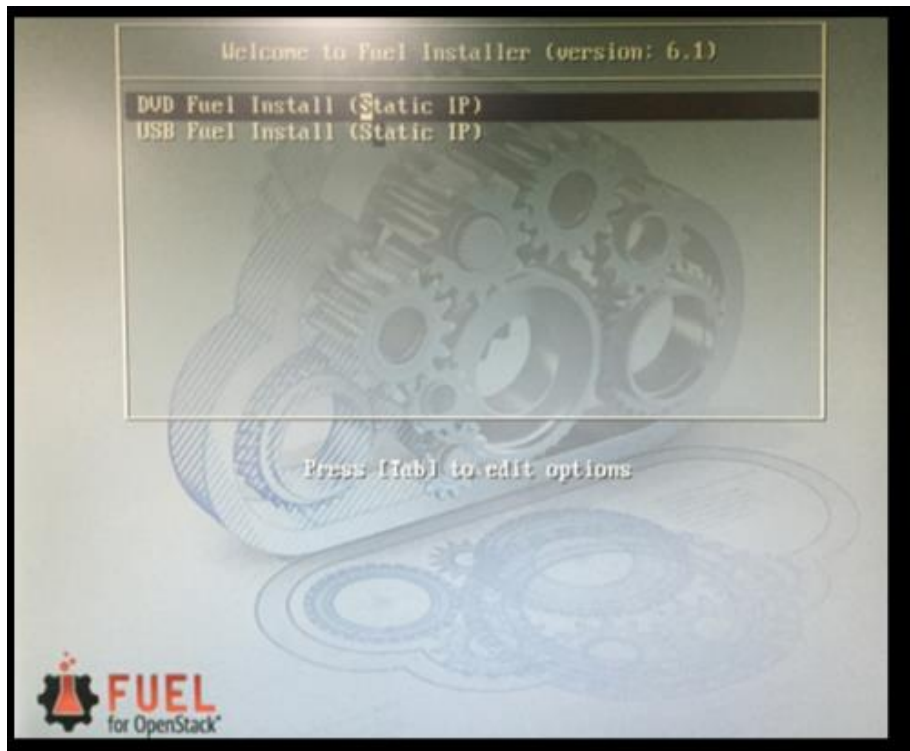 Welcome to Fuel Installer (version: 6.1)
DVD Fuel Install (Static IP)
USB Fuel Install (Static IP)
Press [Tab] to edit options
FUEL
for OpenStack™